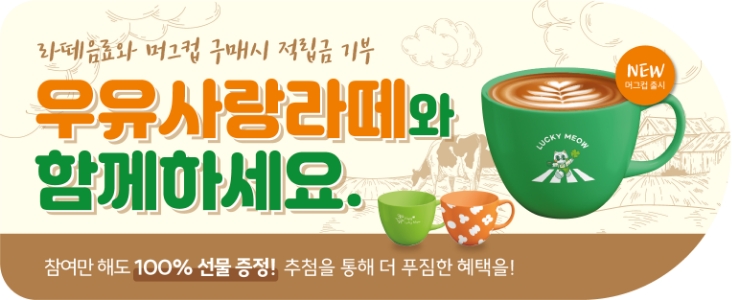 라떼음료와 머그컵 구매시 적립금 기부
우유사랑라떼와
함께하세요.
NEW
머그컵 출시
LUCKY MEOW
참여만 해도 100% 선물 증정! 추첨을 통해 더 푸짐한 혜택을!